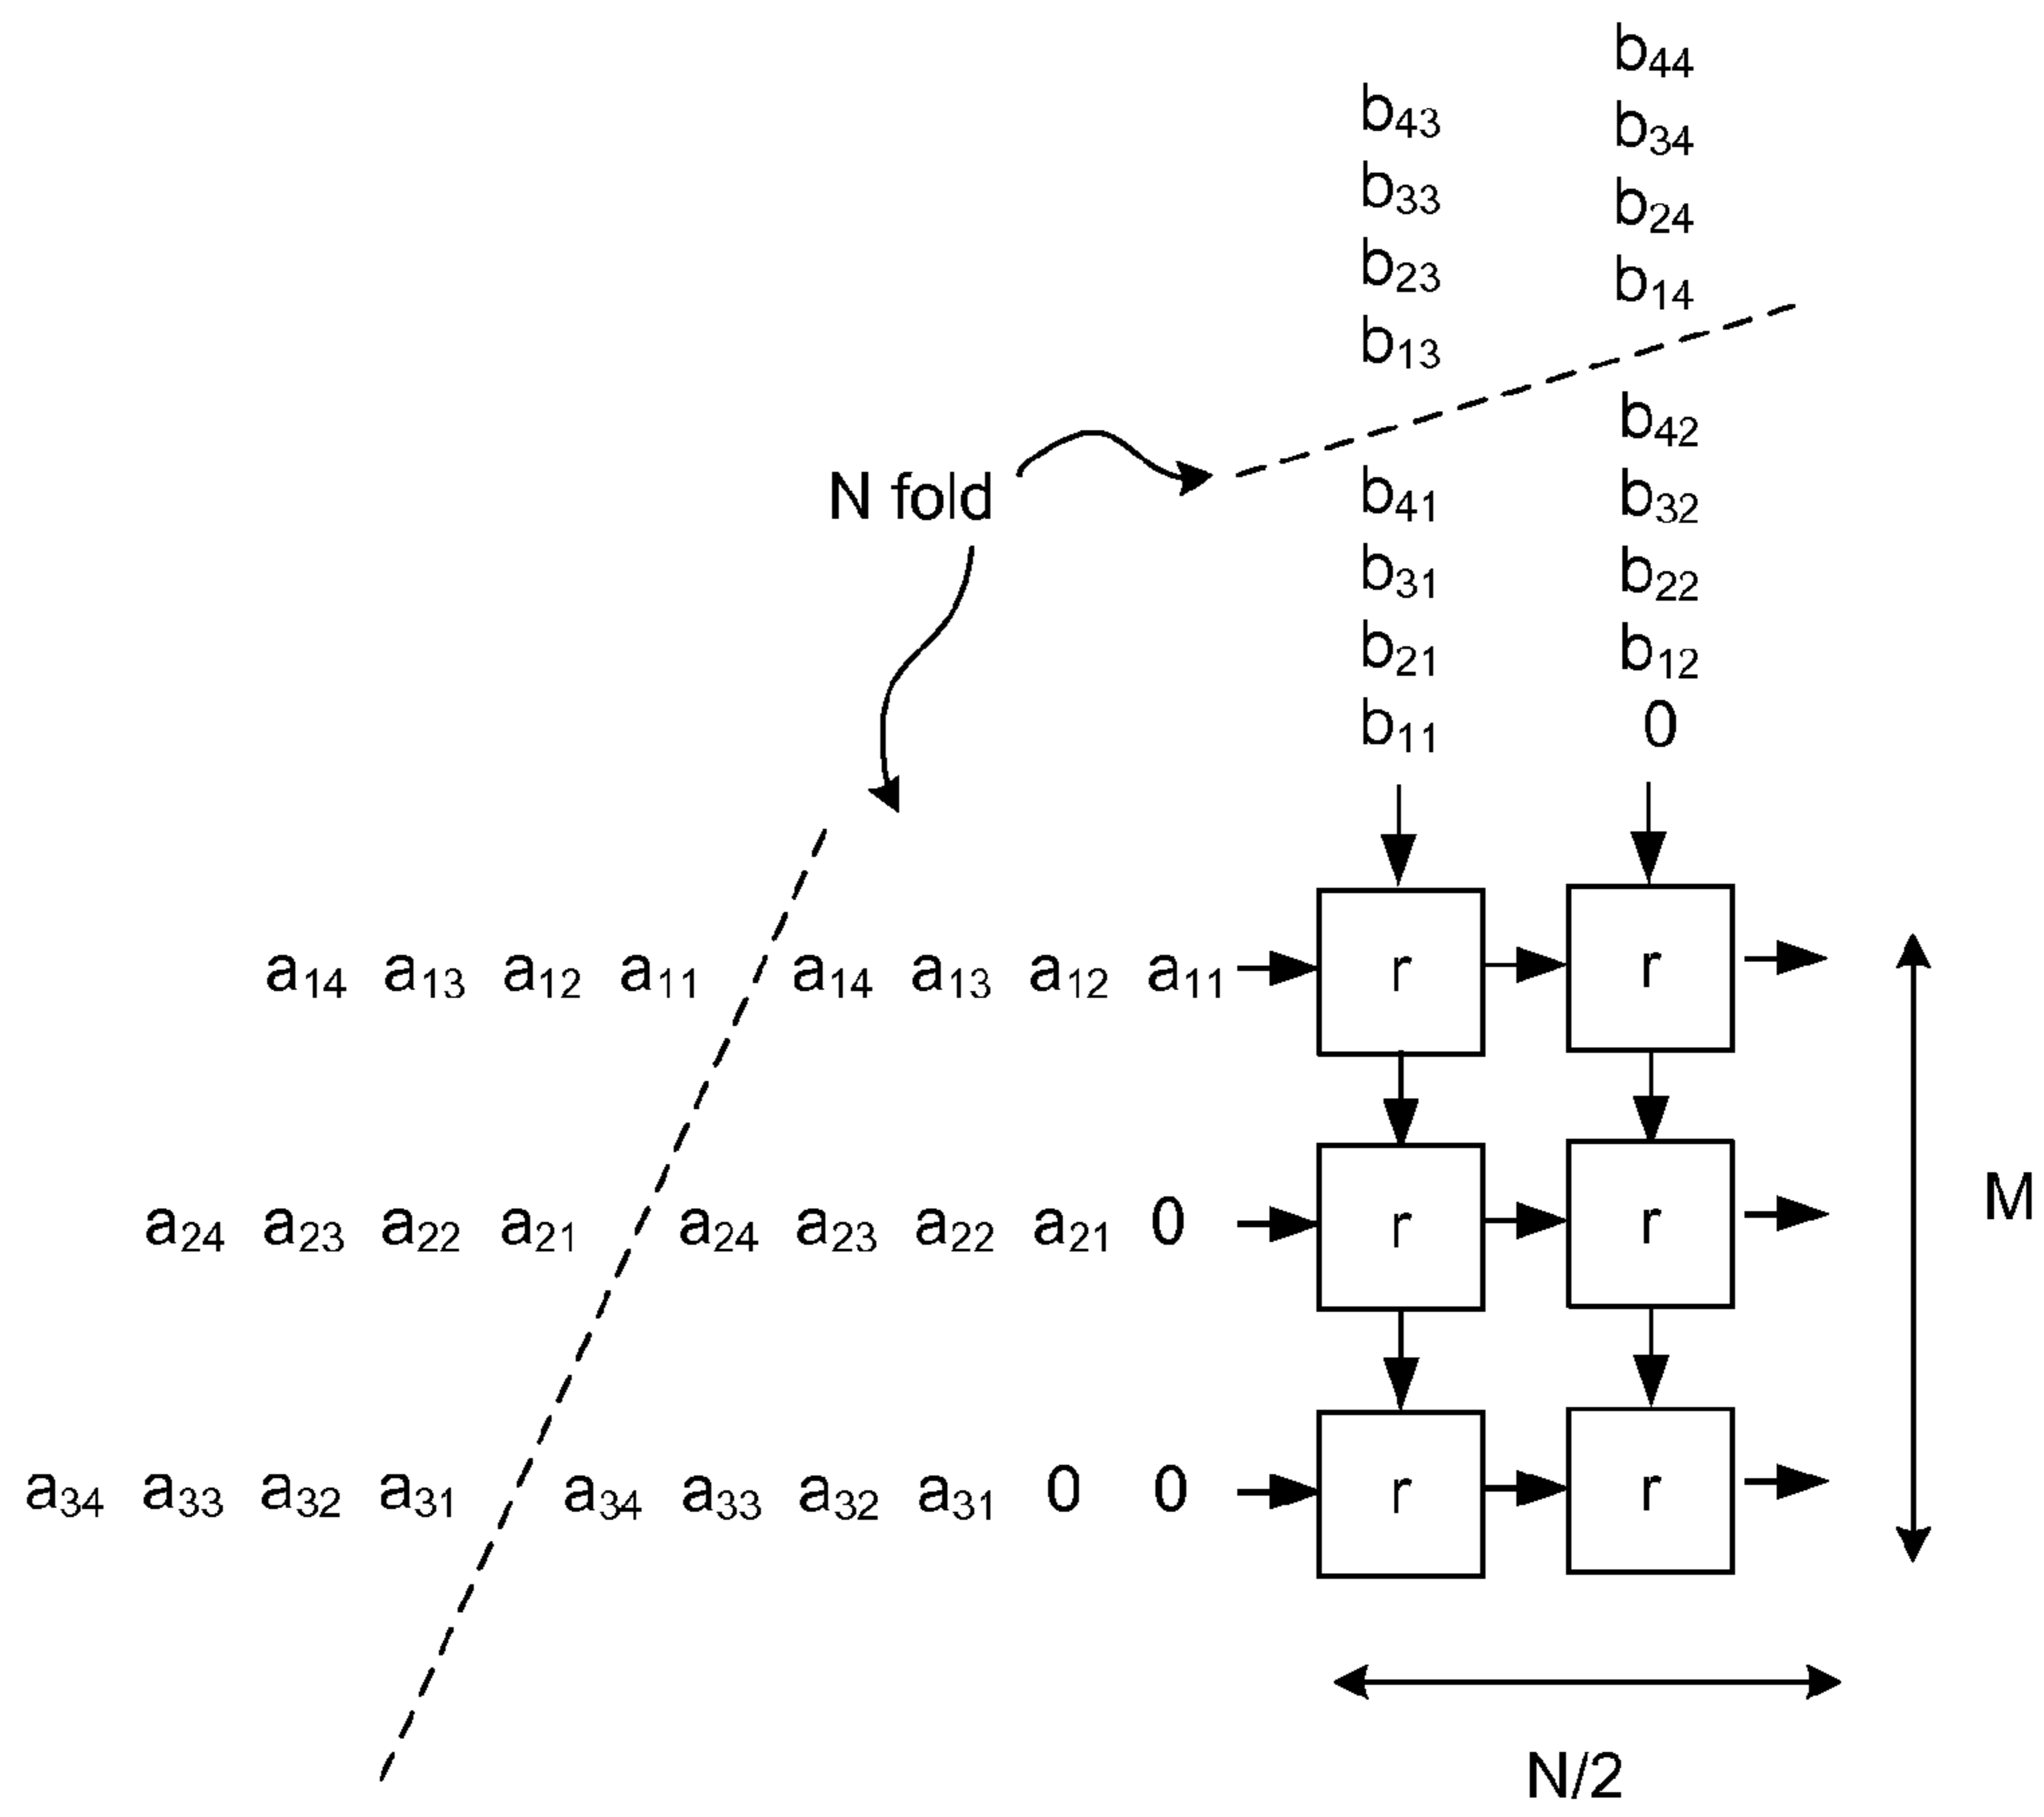 b44
b43
b34
b33
b24
b23
b14
b13
b42
N fold
b41
b32
b31
b22
b21
b12
b11
0
a14 a13 a12 a11 a14 a13 a12 a11
r r
M
a24 a23 a22 a21 a24 a23 a22 a21 0
r r
a34 a33 a32 a31 a34 a33 a32 a31 0 0
r r
N/2